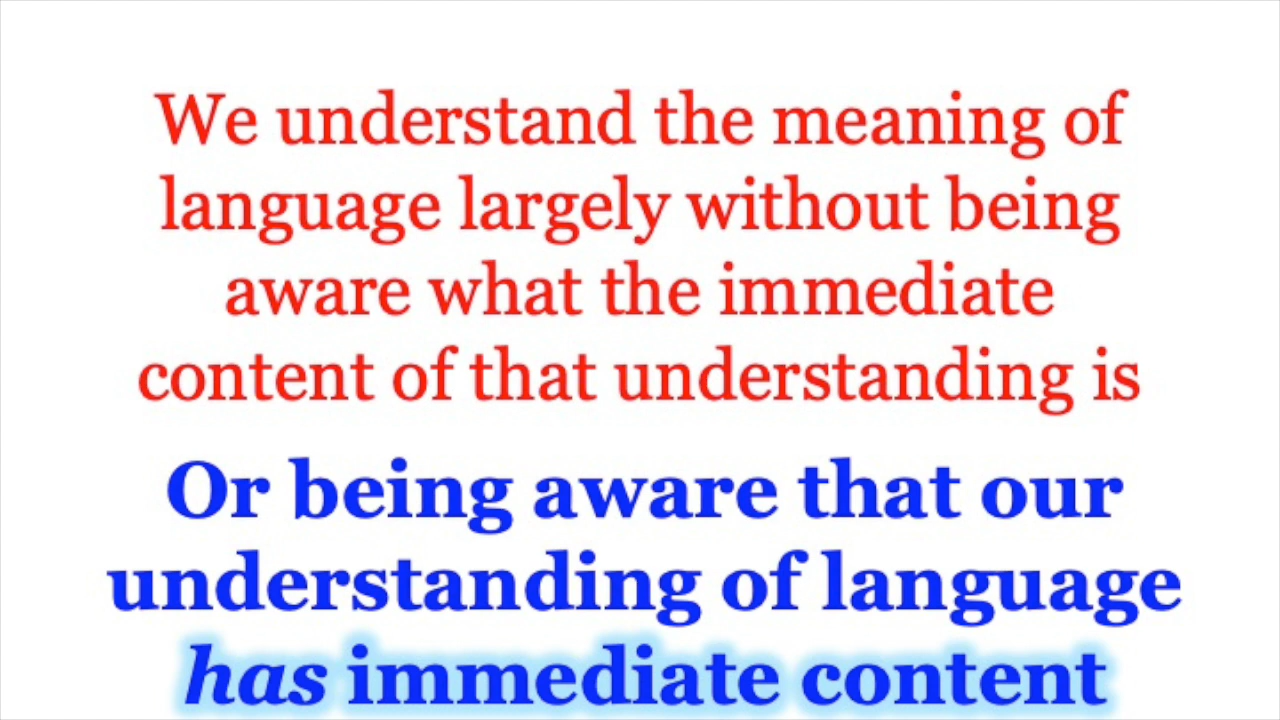 We understand the meaning of
language largely without being
aware what the immediate
content of that understanding is
Or being aware that our
understanding of language
has immediate content